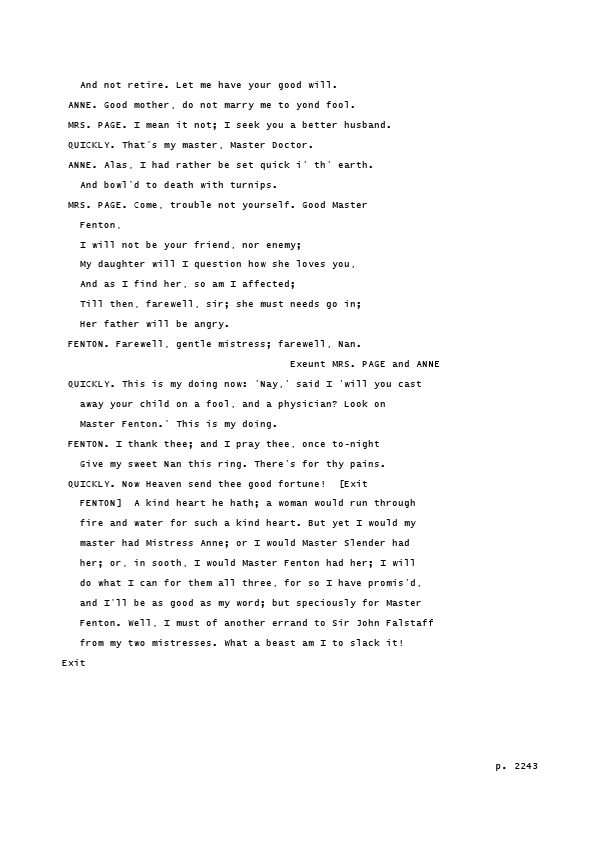 And not retire. Let me have your good will.
ANNE. Good mother, do not marry me to yond fool.
MRS. PAGE. I mean it not; I seek you a better husband.
QUICKLY. That's my master, Master Doctor.
ANNE. Alas, I had rather be set quick i' th' earth.
And bowl'd to death with turnips.
MRS. PAGE. Come, trouble not yourself. Good Master
Fenton,
I will not be your friend, nor enemy;
My daughter will I question how she loves you,
And as I find her, so am I affected;
Till then, farewell, sir; she must needs go in;
Her father will be angry.
FENTON. Farewell, gentle mistress; farewell, Nan.
Exeunt MRS. PAGE and ANNE
QUICKLY. This is my doing now: 'Nay,' said I 'will you cast
away your child on a fool, and a physician? Look on
Master Fenton.' This is my doing.
FENTON. I thank thee; and I pray thee, once to-night
Give my sweet Nan this ring. There's for thy pains.
QUICKLY. Now Heaven send thee good fortune!  [Exit
FENTON]  A kind heart he hath; a woman would run through
fire and water for such a kind heart. But yet I would my
master had Mistress Anne; or I would Master Slender had
her; or, in sooth, I would Master Fenton had her; I will
do what I can for them all three, for so I have promis'd,
and I'll be as good as my word; but speciously for Master
Fenton. Well, I must of another errand to Sir John Falstaff
from my two mistresses. What a beast am I to slack it!
Exit
p. 2243